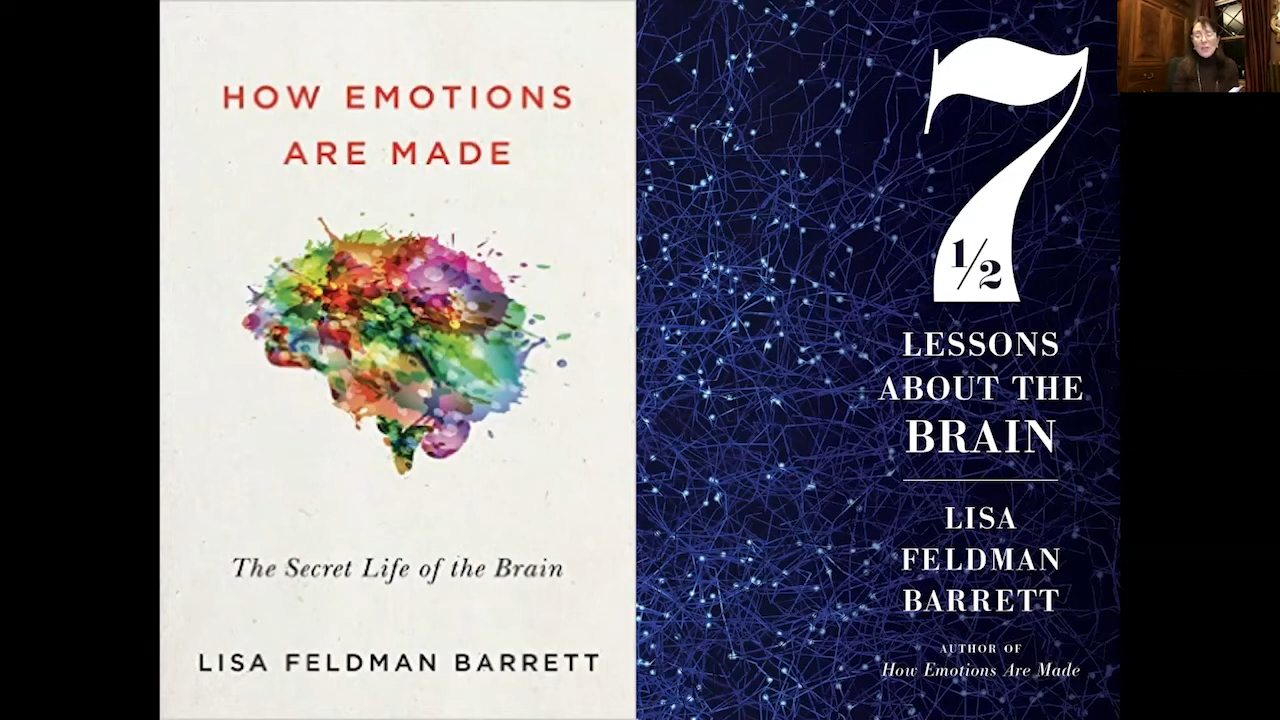 HOW EMOTIONS
ARE MADE
The Secret Life of the Brain
LISA FELDMAN BARRETT
7
1/2
LESSONS
ABOUT THE
BRAIN
LISA
FELDMAN
BARRETT
AUTHOR OF
How Emotions Are Made